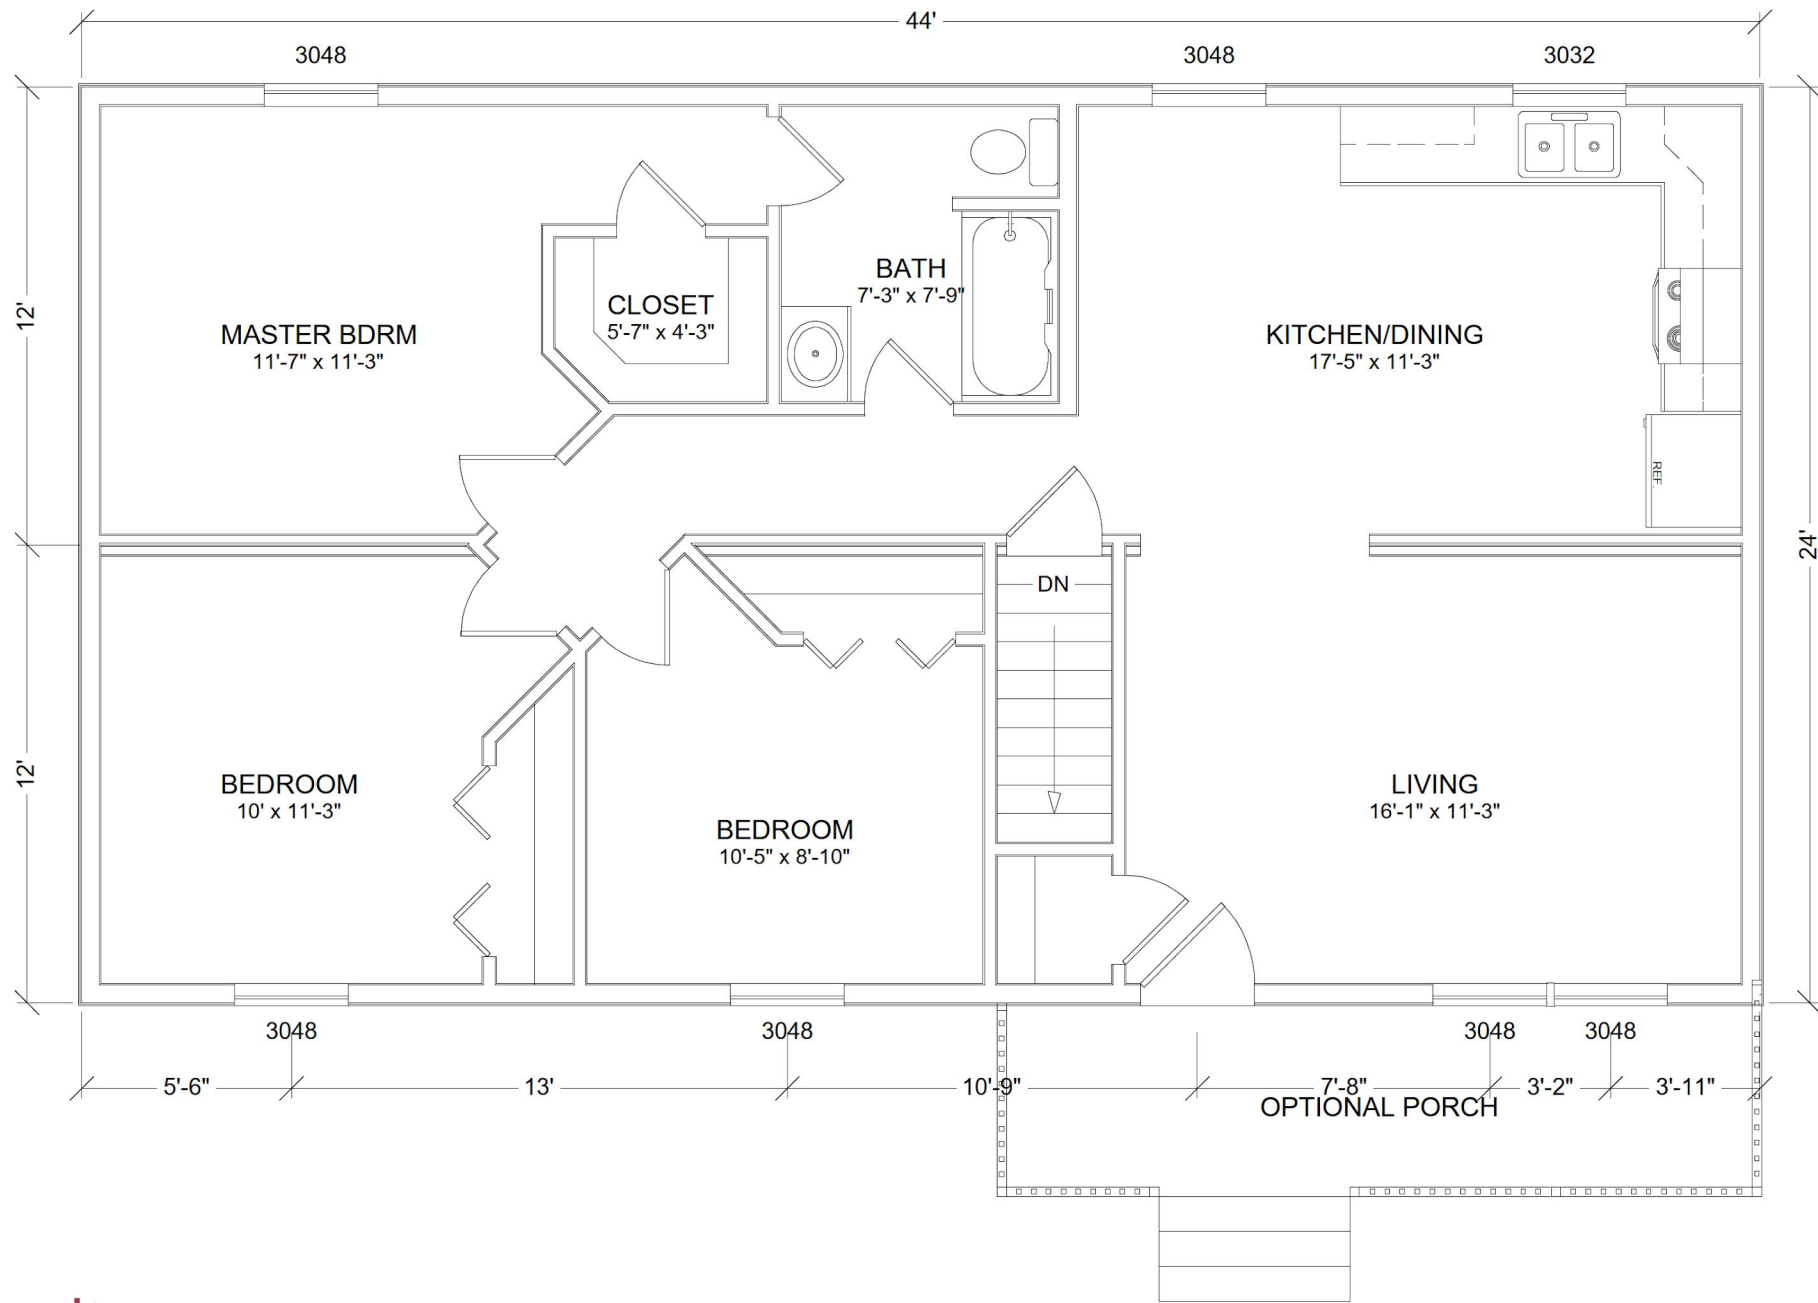 44'
3048
3048
3032
12'
MASTER BDRM
11'-7" x 11'-3"
CLOSET
5'-7" x 4'-3"
BATH
7'-3" x 7'-9"
KITCHEN/DINING
17'-5" x 11'-3"
REF.
24'
DN
12'
BEDROOM
10' x 11'-3"
BEDROOM
10'-5" x 8'-10"
LIVING
16'-1" x 11'-3"
3048
3048
3048
3048
5'-6"
13'
10'-9"
7'-8"
3'-2"
3'-11"
OPTIONAL PORCH